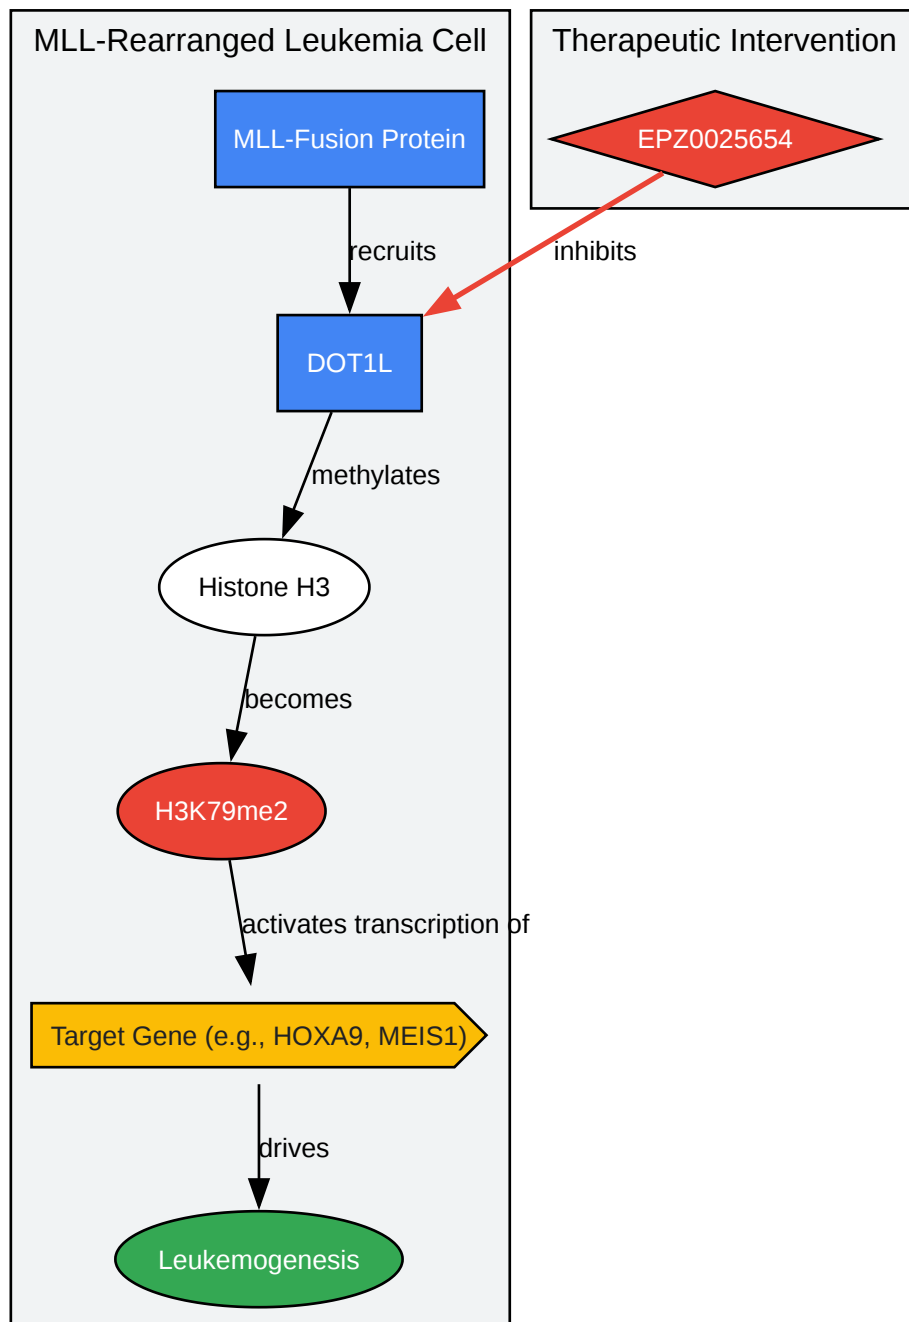 MLL-Rearranged Leukemia Cell
Therapeutic Intervention
MLL-Fusion Protein
EPZ0025654
recruits
inhibits
DOT1L
methylates
Histone H3
becomes
H3K79me2
activates transcription of
Target Gene (e.g., HOXA9, MEIS1)
drives
Leukemogenesis